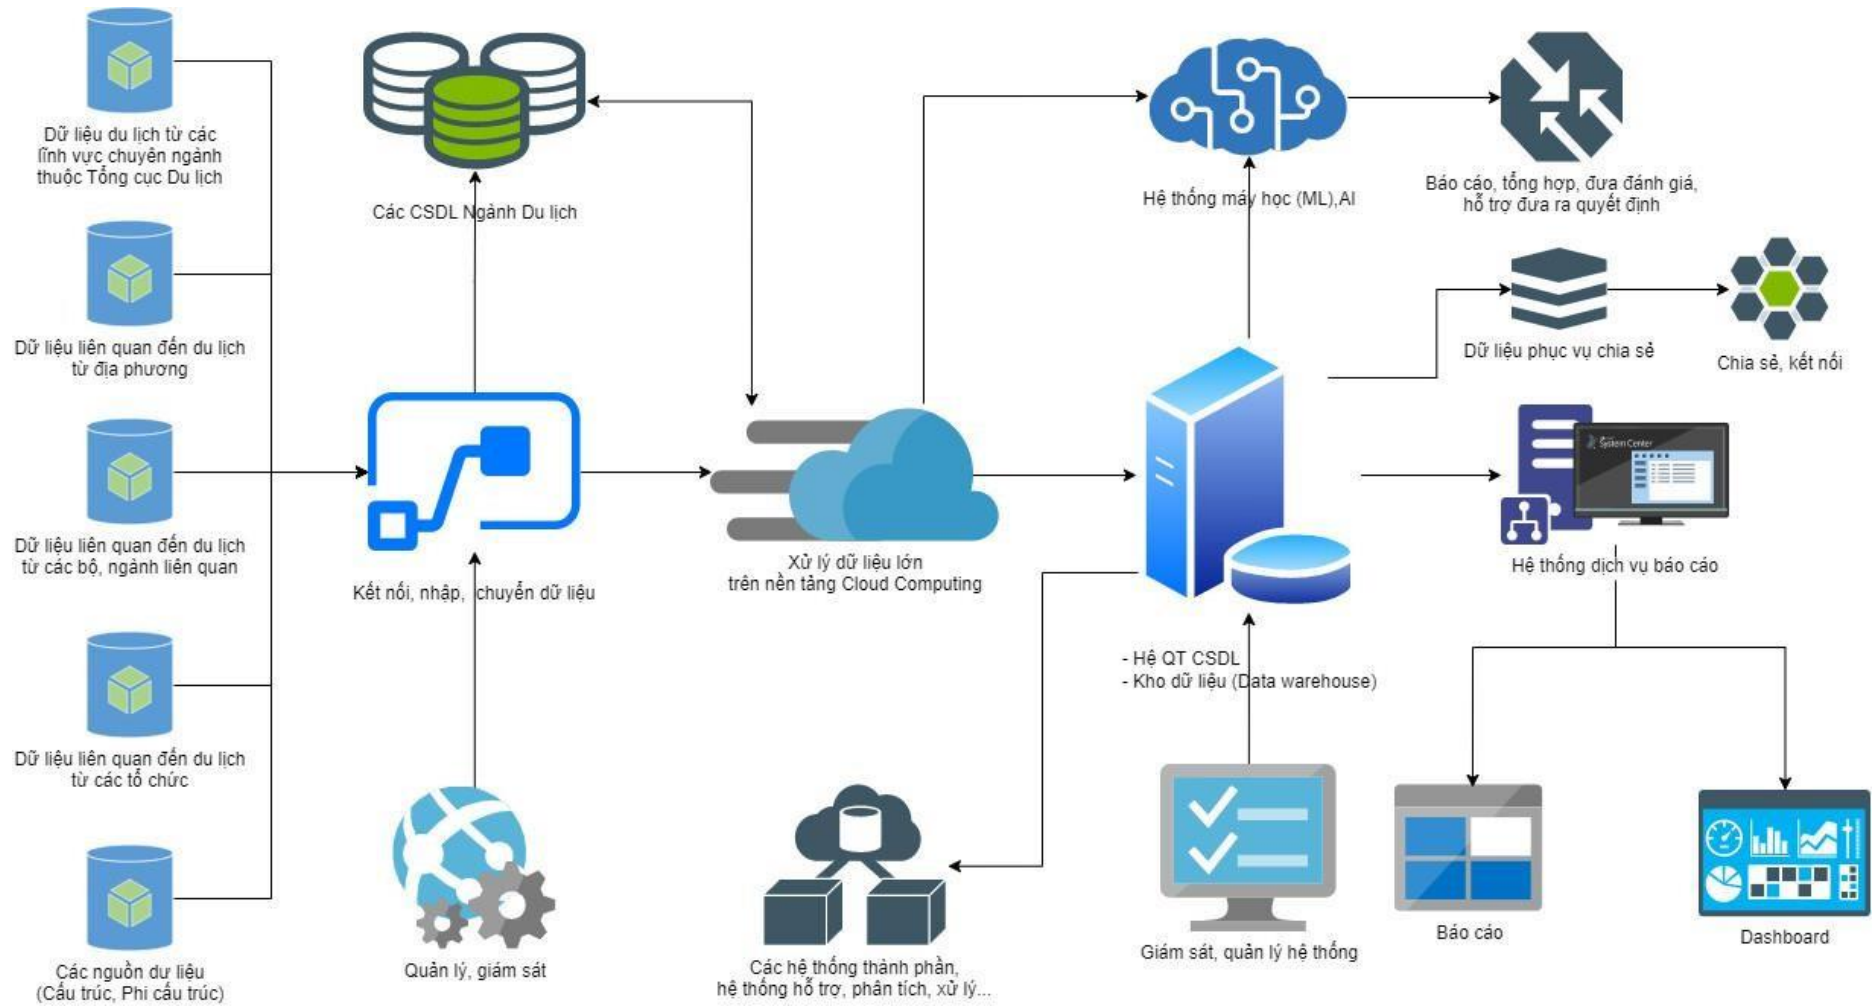 Dữ liệu du lịch từ các
lĩnh vực chuyên ngành
thuộc Tổng cục Du lịch
Dữ liệu liên quan đến du lịch
từ địa phương
Dữ liệu liên quan đến du lịch
từ các bộ, ngành liên quan
Dữ liệu liên quan đến du lịch
từ các tổ chức
Các nguồn dư liệu
(Cấu trúc, Phi cấu trúc)
Các CSDL Ngành Du lịch
Kết nối, nhập, chuyển dữ liệu
Quản lý, giám sát
Xử lý dữ liệu lớn
trên nền tảng Cloud Computing
Các hệ thống thành phần,
hệ thống hỗ trợ, phân tích, xử lý...
Hệ thống máy học (ML),AI
- Hệ QT CSDL
- Kho dữ liệu (Data warehouse)
Giám sát, quản lý hệ thống
Báo cáo, tổng hợp, đưa đánh giá,
hỗ trợ đưa ra quyết định
Dữ liệu phục vụ chia sẻ
Chia sẻ, kết nối
System Center
Hệ thống dịch vụ báo cáo
Báo cáo
Dashboard